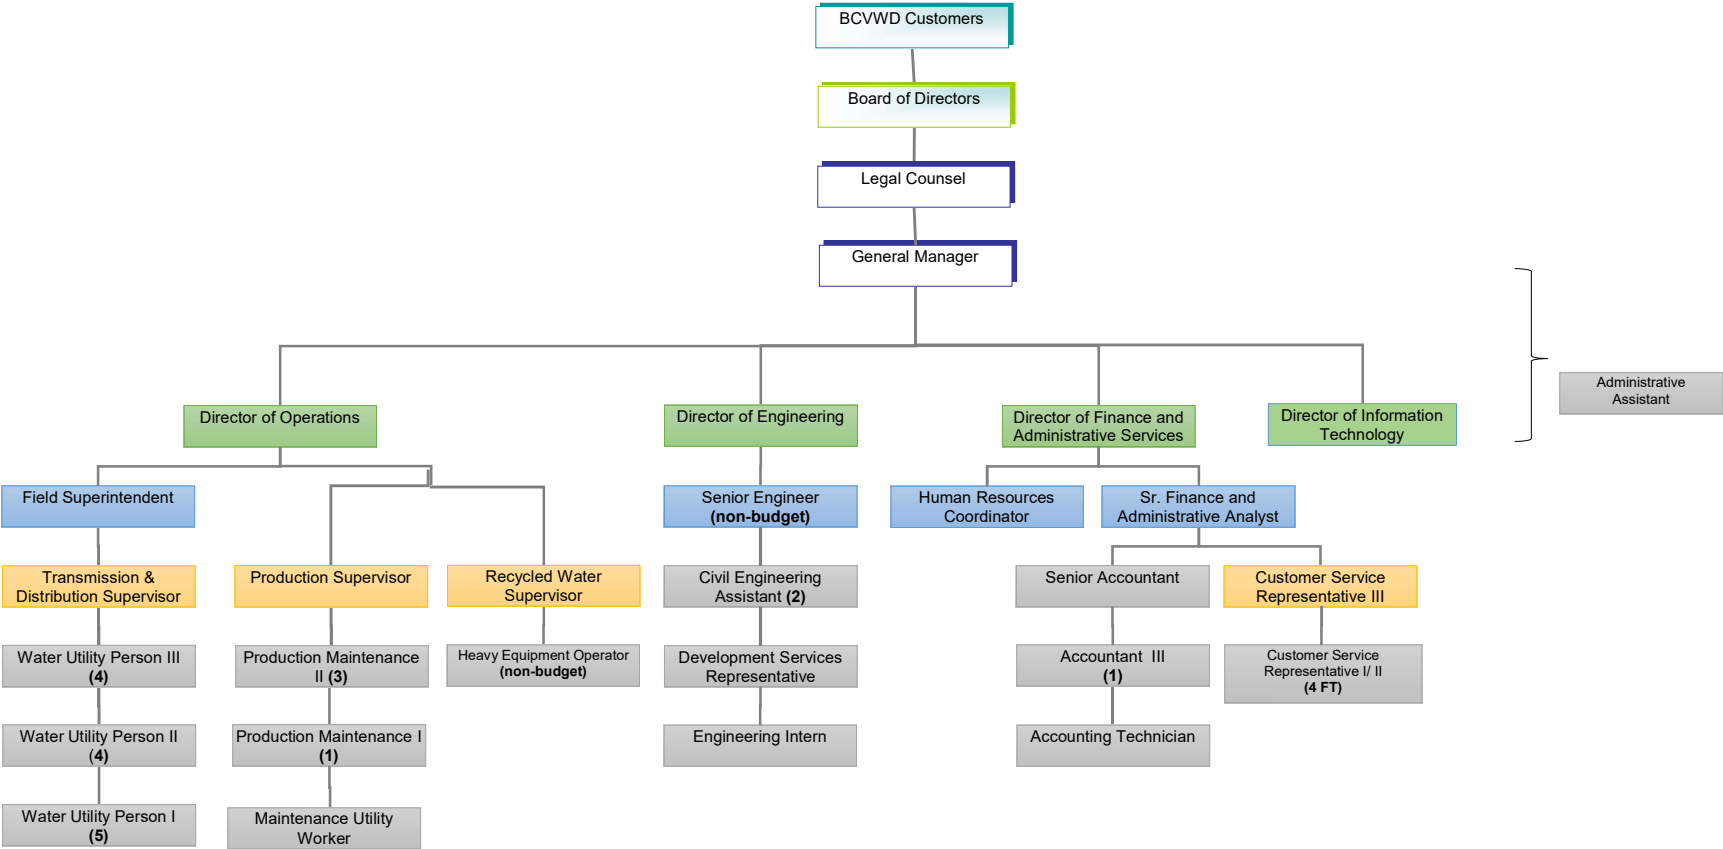 BCVWD Customers
Board of Directors
Legal Counsel
General Manager
Administrative
Assistant
Director of Operations
Director of Engineering
Director of Finance and
Administrative Services
Director of Information
Technology
Field Superintendent
Senior Engineer
(non-budget)
Human Resources
Coordinator
Sr. Finance and
Administrative Analyst
Transmission &
Distribution Supervisor
Production Supervisor
Recycled Water
Supervisor
Civil Engineering
Assistant (2)
Senior Accountant
Customer Service
Representative III
Water Utility Person III
(4)
Production Maintenance
II (3)
Heavy Equipment Operator
(non-budget)
Development Services
Representative
Accountant III
(1)
Customer Service
Representative I/ II
(4 FT)
Water Utility Person II
(4)
Production Maintenance I
(1)
Engineering Intern
Accounting Technician
Water Utility Person I
(5)
Maintenance Utility
Worker